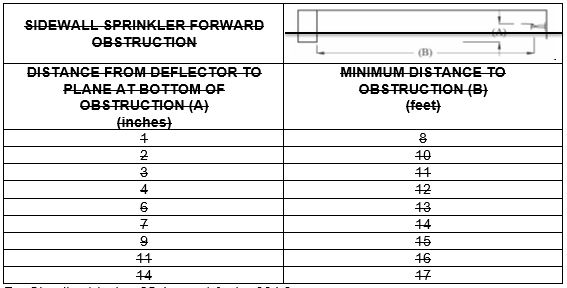 SIDEWALL SPRINKLER FORWARD
OBSTRUCTION
(A)
(B)
DISTANCE FROM DEFLECTOR TO
PLANE AT BOTTOM OF
OBSTRUCTION (A)
(inches)
MINIMUM DISTANCE TO
OBSTRUCTION (B)
(feet)
1 8
2 10
3 11
4 12
6 13
7 14
9 15
11 16
14 17